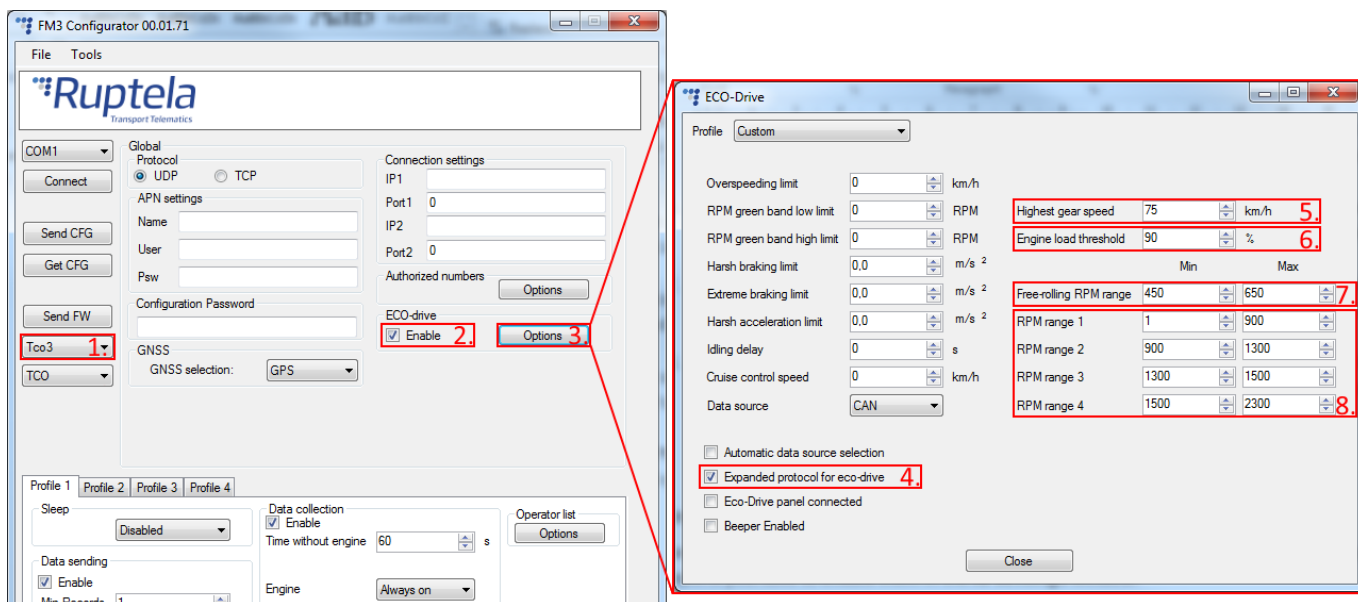 FM3 Configurator 00.01.71
File Tools
Ruptela
Transport Telematics
COM1
Connect
Send CFG
Get CFG
Send FW
Tco3 1.
TCO
Global
Protocol
UDP TCP
APN settings
Name
User
Psw
Configuration Password
GNSS
GNSS selection: GPS
Connection settings
IP1
Port1 0
IP2
Port2 0
Authorized numbers
Options
ECO-drive
Enable 2. Options 3.
Profile 1 Profile 2 Profile 3 Profile 4
Sleep
Disabled
Data sending
Enable
Min Records 1
Data collection
Enable
Time without engine 60 s
Engine Always on
Operator list
Options
ECO-Drive
Profile Custom
Overspeeding limit 0 km/h
RPM green band low limit 0 RPM
RPM green band high limit 0 RPM
Harsh braking limit 0,0 m/s 2
Extreme braking limit 0,0 m/s 2
Harsh acceleration limit 0,0 m/s 2
Idling delay 0 s
Cruise control speed 0 km/h
Data source CAN
Highest gear speed 75 km/h 5.
Engine load threshold 90 % 6.
Min Max
Free-rolling RPM range 450 650 7.
RPM range 1 1 900
RPM range 2 900 1300
RPM range 3 1300 1500
RPM range 4 1500 2300 8.
Automatic data source selection
Expanded protocol for eco-drive 4.
Eco-Drive panel connected
Beeper Enabled
Close